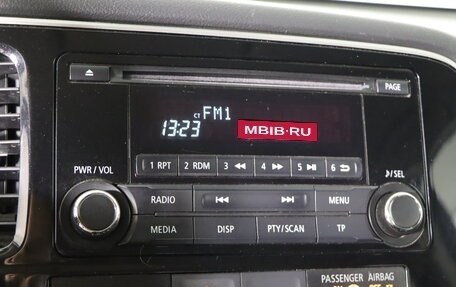 PAGE
CT FM1
13:23
MBIB·RU
1 RPT 2 RDM 3 4 5 6
PWR / VOL
♪/SEL
RADIO MENU
MEDIA DISP PTY/SCAN TP
PASSENGER AIRBAG